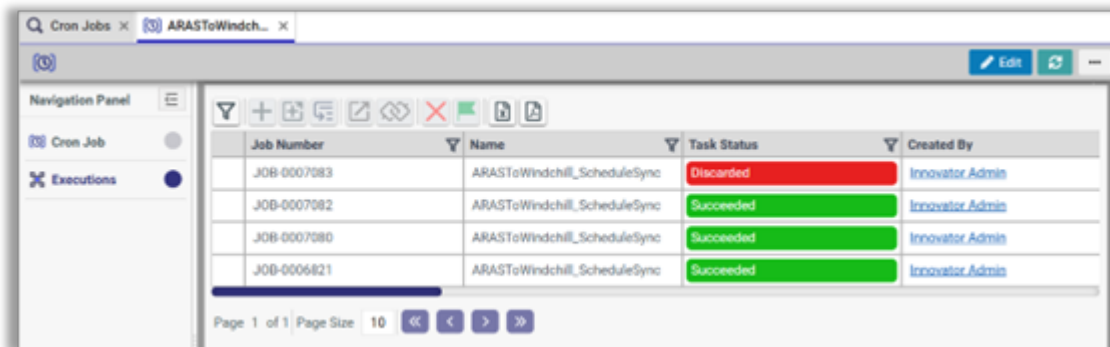 Cron Jobs × ARASToWindch... ×
Edit
Navigation Panel
Cron Job
Executions
Job Number Name Task Status Created By
JOB-0007083 ARASToWindchill_ScheduleSync Discarded Innovator Admin
JOB-0007082 ARASToWindchill_ScheduleSync Succeeded Innovator Admin
JOB-0007080 ARASToWindchill_ScheduleSync Succeeded Innovator Admin
JOB-0006821 ARASToWindchill_ScheduleSync Succeeded Innovator Admin
Page 1 of 1 Page Size 10